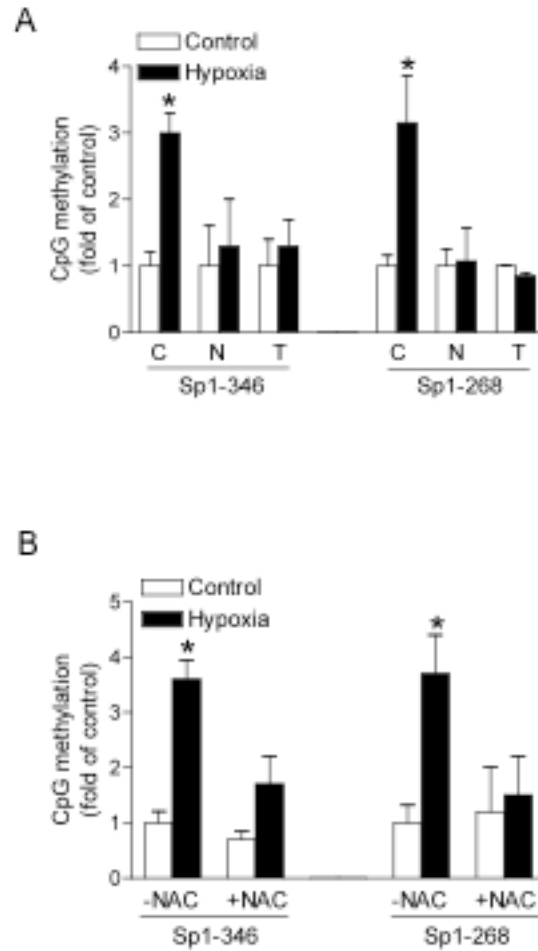 A
Control
Hypoxia
CpG methylation
(fold of control)
4
3
2
1
0
* *
C N T C N T
Sp1-346 Sp1-268
B
Control
Hypoxia
CpG methylation
(fold of control)
5
4
3
2
1
0
* *
-NAC +NAC -NAC +NAC
Sp1-346 Sp1-268